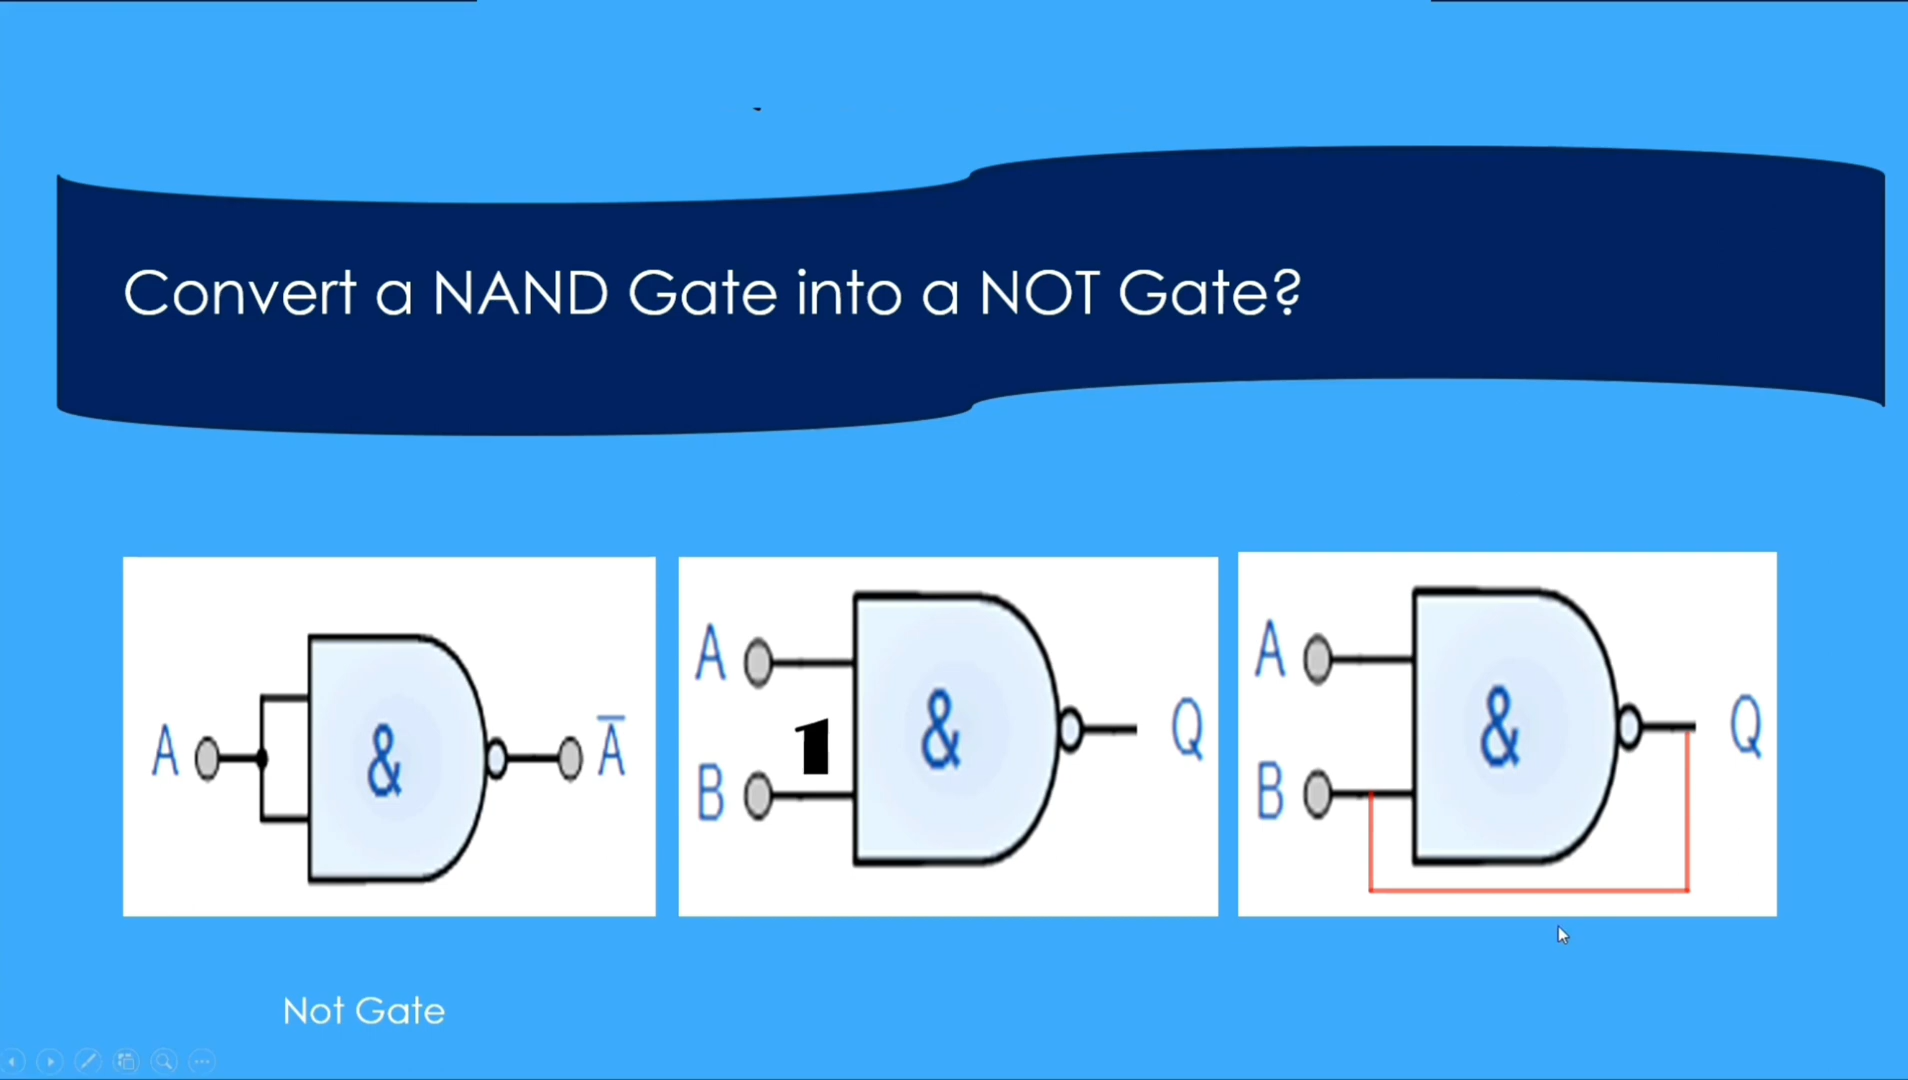 Convert a NAND Gate into a NOT Gate?
A & A̅
A 1 B & Q
A B & Q
Not Gate